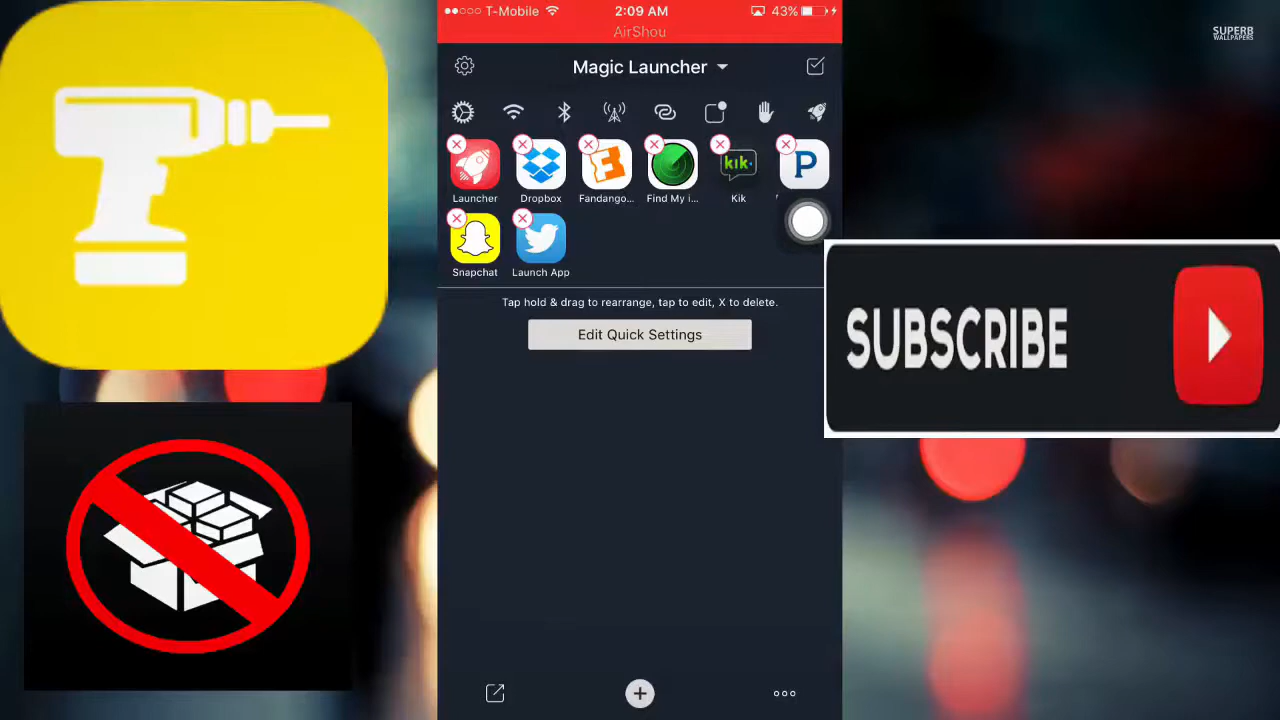 T-Mobile 2:09 AM 43%
AirShou
SUPERB
WALLPAPERS
Magic Launcher
Launcher Dropbox Fandango... Find My i... Kik
kik
P
Snapchat Launch App
Tap hold & drag to rearrange, tap to edit, X to delete.
Edit Quick Settings
SUBSCRIBE